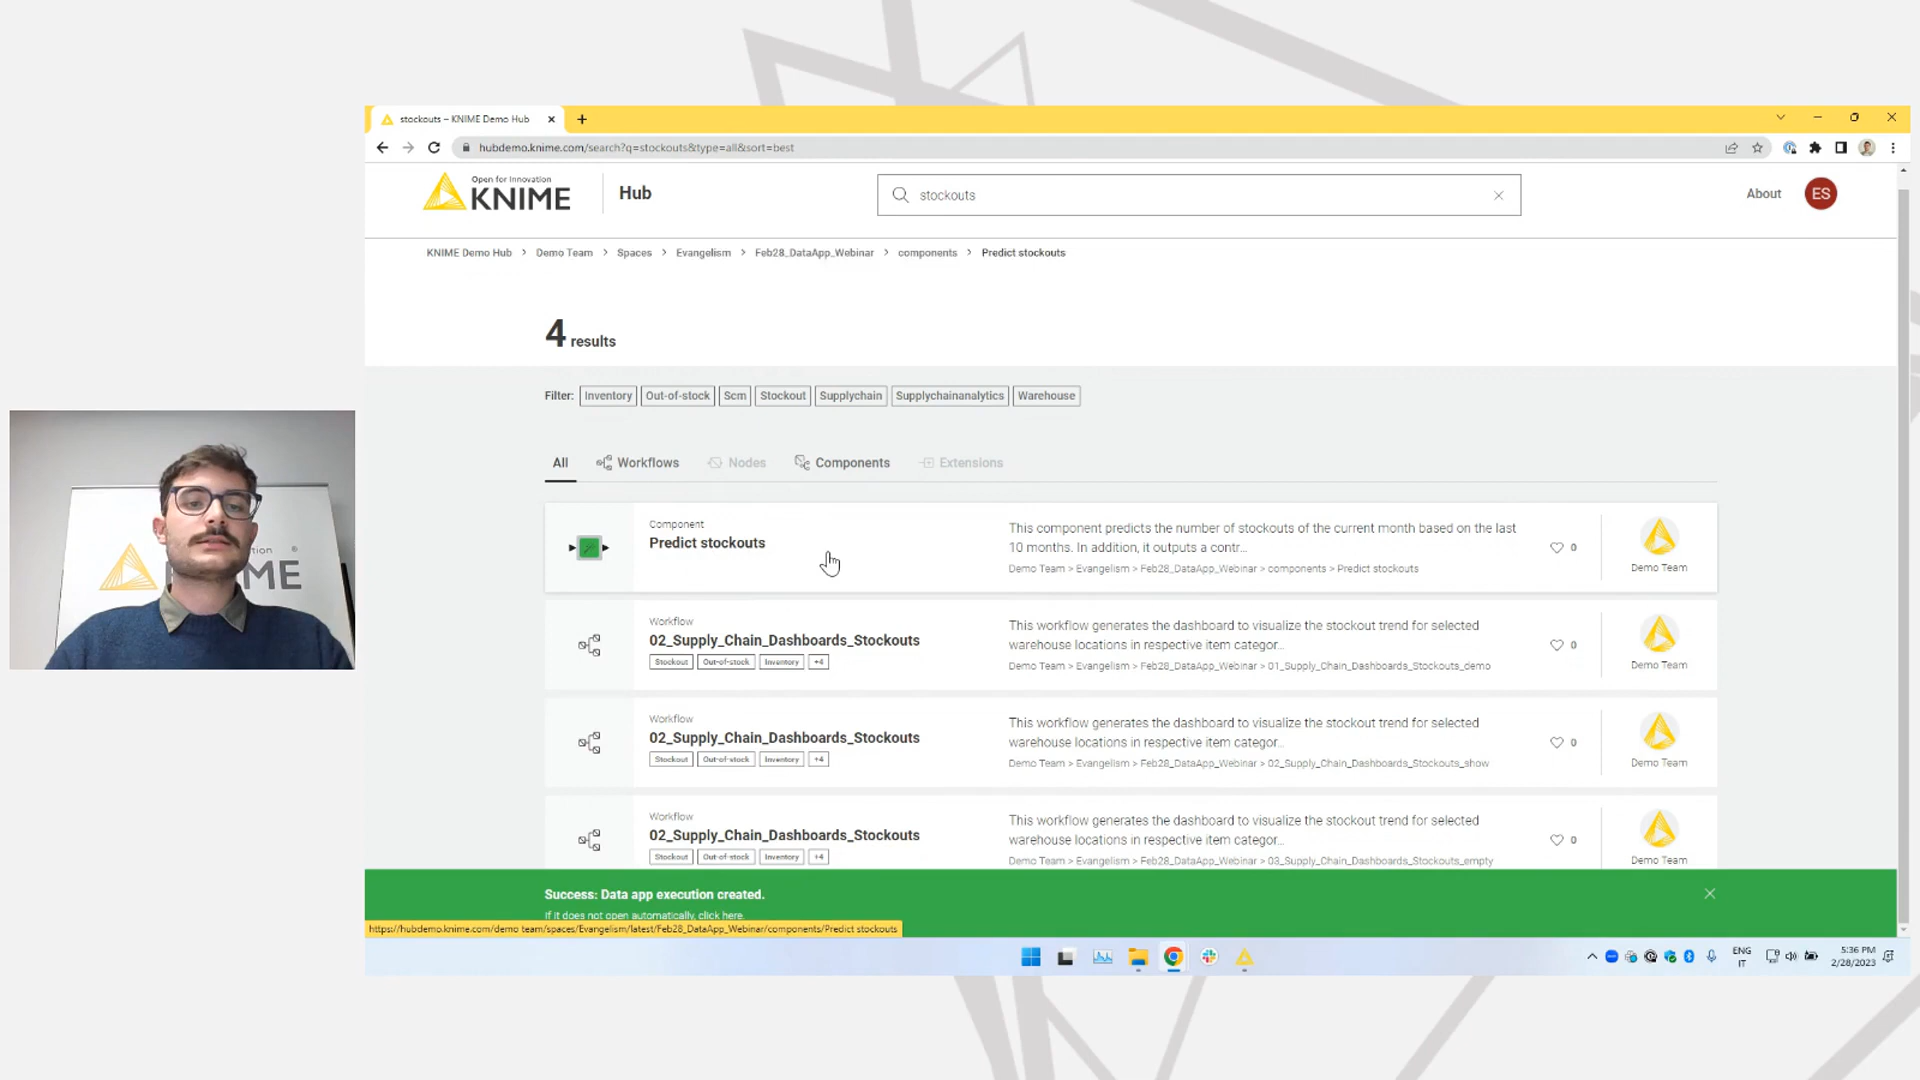 stockouts – KNIME Demo Hub
hubdemo.knime.com/search?q=stockouts&type=all&sort=best
Open for Innovation
KNIME
Hub
stockouts
About
ES
KNIME Demo Hub > Demo Team > Spaces > Evangelism > Feb28_DataApp_Webinar > components > Predict stockouts
4 results
Filter: Inventory Out-of-stock Scm Stockout Supplychain Supplychainanalytics Warehouse
All Workflows Nodes Components Extensions
Component
Predict stockouts
This component predicts the number of stockouts of the current month based on the last
10 months. In addition, it outputs a contr...
Demo Team > Evangelism > Feb28_DataApp_Webinar > components > Predict stockouts
0
Demo Team
Workflow
02_Supply_Chain_Dashboards_Stockouts
Stockout Out-of-stock Inventory +4
This workflow generates the dashboard to visualize the stockout trend for selected
warehouse locations in respective item categor...
Demo Team > Evangelism > Feb28_DataApp_Webinar > 01_Supply_Chain_Dashboards_Stockouts_demo
0
Demo Team
Workflow
02_Supply_Chain_Dashboards_Stockouts
Stockout Out-of-stock Inventory +4
This workflow generates the dashboard to visualize the stockout trend for selected
warehouse locations in respective item categor...
Demo Team > Evangelism > Feb28_DataApp_Webinar > 02_Supply_Chain_Dashboards_Stockouts_show
0
Demo Team
Workflow
02_Supply_Chain_Dashboards_Stockouts
Stockout Out-of-stock Inventory +4
This workflow generates the dashboard to visualize the stockout trend for selected
warehouse locations in respective item categor...
Demo Team > Evangelism > Feb28_DataApp_Webinar > 03_Supply_Chain_Dashboards_Stockouts_empty
0
Demo Team
Success: Data app execution created.
If it does not open automatically, click here.
https://hubdemo.knime.com/demo team/spaces/Evangelism/latest/Feb28_DataApp_Webinar/components/Predict stockouts
ENG
IT
5:36 PM
2/28/2023